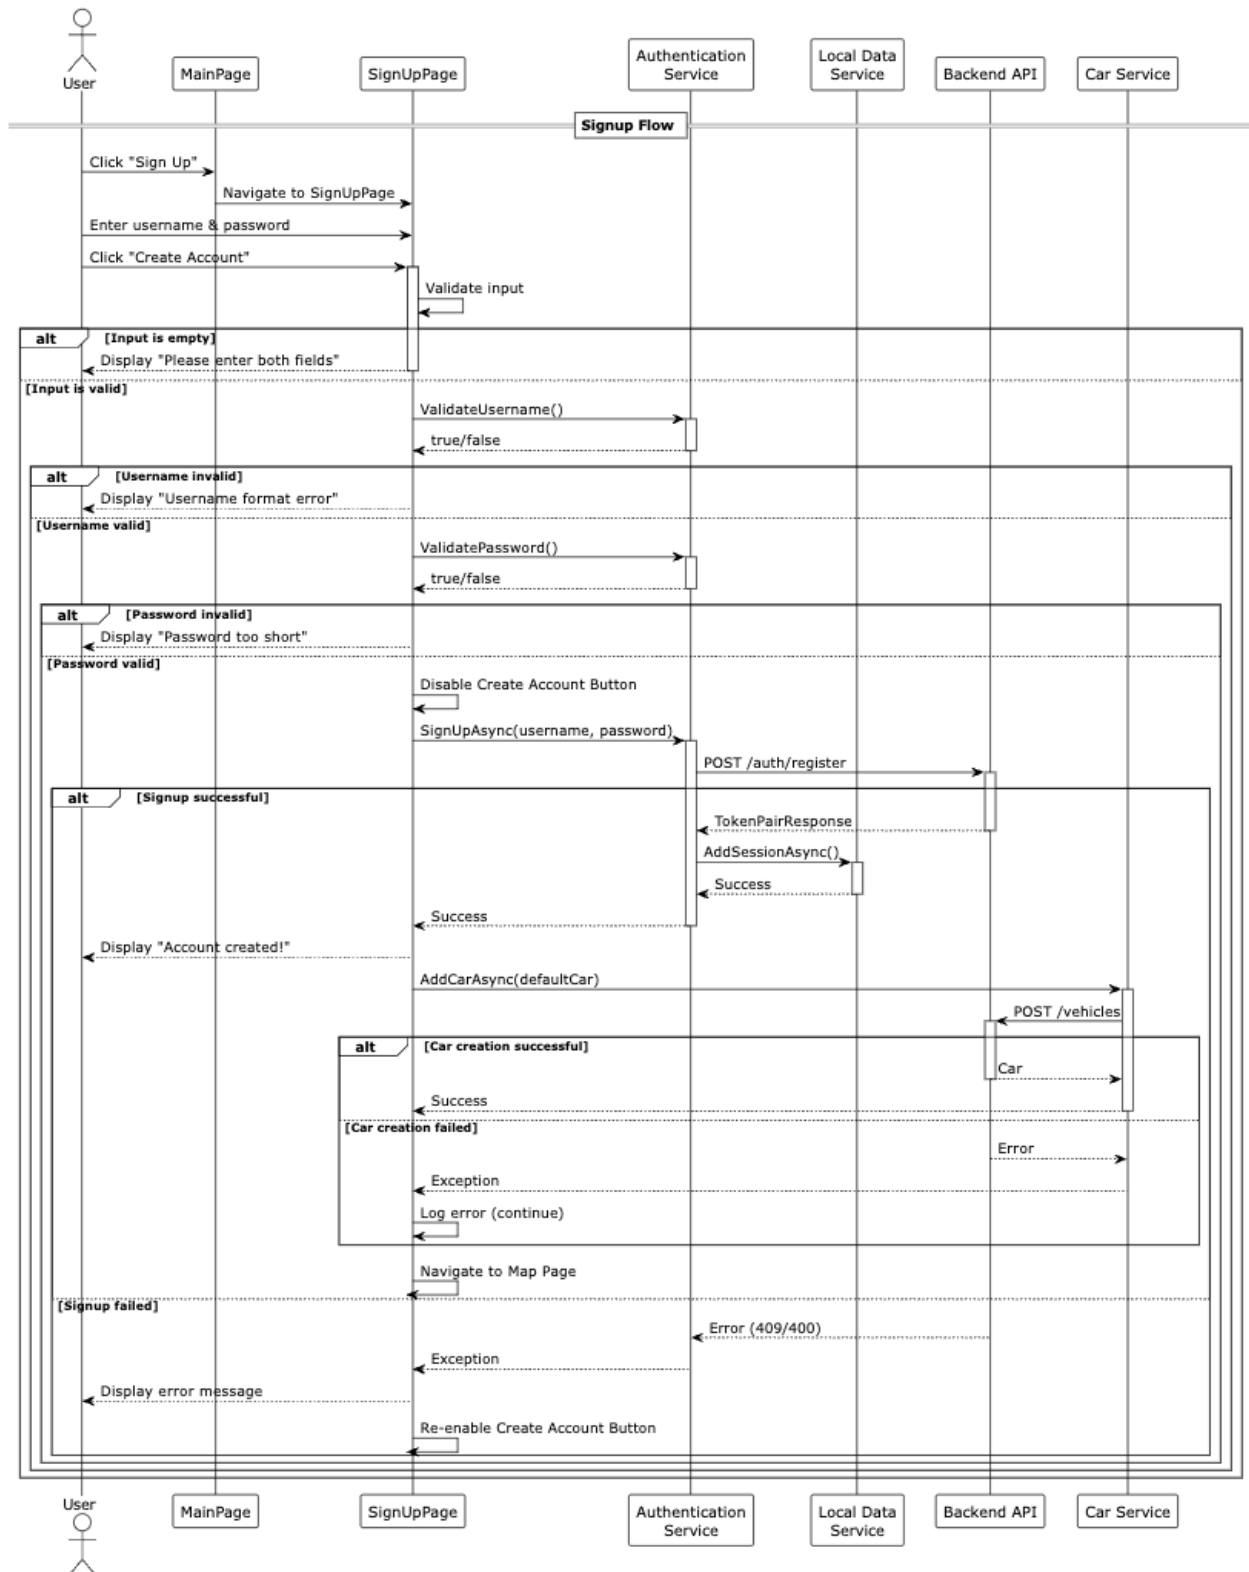 User
MainPage
SignUpPage
Authentication
Service
Local Data
Service
Backend API
Car Service
Signup Flow
Click "Sign Up"
Navigate to SignUpPage
Enter username & password
Click "Create Account"
Validate input
alt [Input is empty]
Display "Please enter both fields"
[Input is valid]
ValidateUsername()
true/false
alt [Username invalid]
Display "Username format error"
[Username valid]
ValidatePassword()
true/false
alt [Password invalid]
Display "Password too short"
[Password valid]
Disable Create Account Button
SignUpAsync(username, password)
POST /auth/register
alt [Signup successful]
TokenPairResponse
AddSessionAsync()
Success
Success
Display "Account created!"
AddCarAsync(defaultCar)
POST /vehicles
alt [Car creation successful]
Car
Success
[Car creation failed]
Error
Exception
Log error (continue)
Navigate to Map Page
[Signup failed]
Error (409/400)
Exception
Display error message
Re-enable Create Account Button
User
MainPage
SignUpPage
Authentication
Service
Local Data
Service
Backend API
Car Service